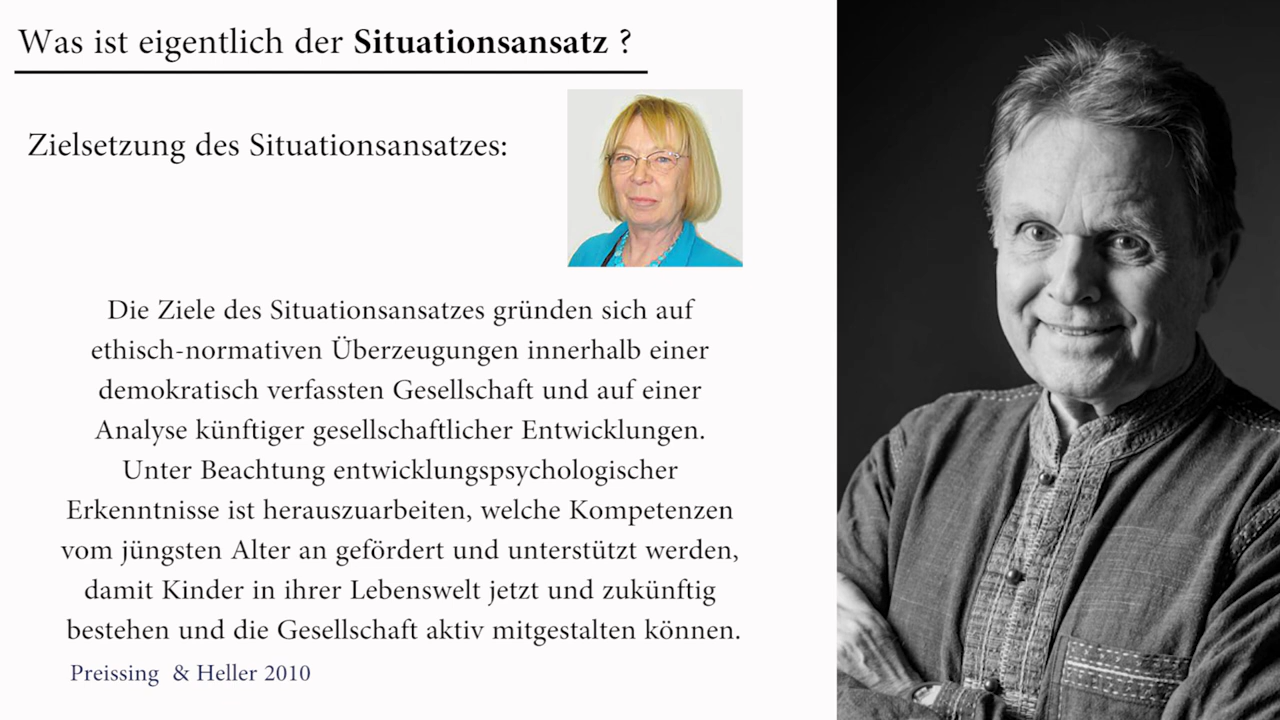 Was ist eigentlich der Situationsansatz ?
Zielsetzung des Situationsansatzes:
Die Ziele des Situationsansatzes gründen sich auf
ethisch-normativen Überzeugungen innerhalb einer
demokratisch verfassten Gesellschaft und auf einer
Analyse künftiger gesellschaftlicher Entwicklungen.
Unter Beachtung entwicklungspsychologischer
Erkenntnisse ist herauszuarbeiten, welche Kompetenzen
vom jüngsten Alter an gefördert und unterstützt werden,
damit Kinder in ihrer Lebenswelt jetzt und zukünftig
bestehen und die Gesellschaft aktiv mitgestalten können.
Preissing & Heller 2010